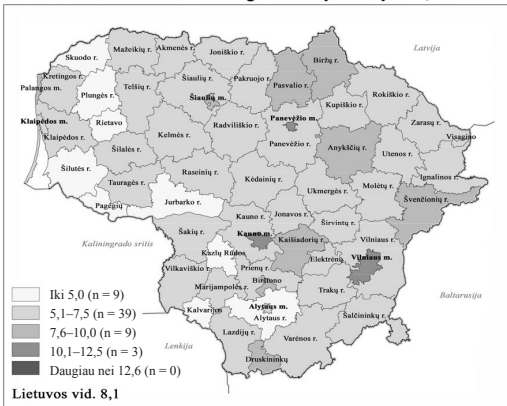 Latvija
Skuodo r.
Mažeikių r.
Akmenės r.
Joniškio r.
Biržų r.
Kretingos r.
Palangos m.
Plungės r.
Telšių r.
Šiaulių r.
Šiaulių m.
Pakruojo r.
Pasvalio r.
Rokiškio r.
Kupiškio r.
Klaipėdos m.
Klaipėdos r.
Rietavo
Radviliškio r.
Panevėžio m.
Panevėžio r.
Zarasų r.
Visagino
Šilutės r.
Šilalės r.
Kelmės r.
Anykščių r.
Utenos r.
Ignalinos r.
Tauragės r.
Raseinių r.
Kėdainių r.
Ukmergės r.
Molėtų r.
Švenčionių r.
Pagėgių
Jurbarko r.
Kauno r.
Jonavos r.
Širvintų r.
Kaliningrado sritis
Šakių r.
Kauno m.
Kaišiadorių r.
Vilniaus r.
Kazlų Rūdos
Elektrėnų
Vilniaus m.
Vilkaviškio r.
Prienų r.
Birštono
Marijampolės r.
Trakų r.
Baltarusija
Kalvarijos
Alytaus m.
Alytaus r.
Šalčininkų r.
Lenkija
Lazdijų r.
Varėnos r.
Druskininkų
Iki 5,0 (n = 9)
5,1–7,5 (n = 39)
7,6–10,0 (n = 9)
10,1–12,5 (n = 3)
Daugiau nei 12,6 (n = 0)
Lietuvos vid. 8,1